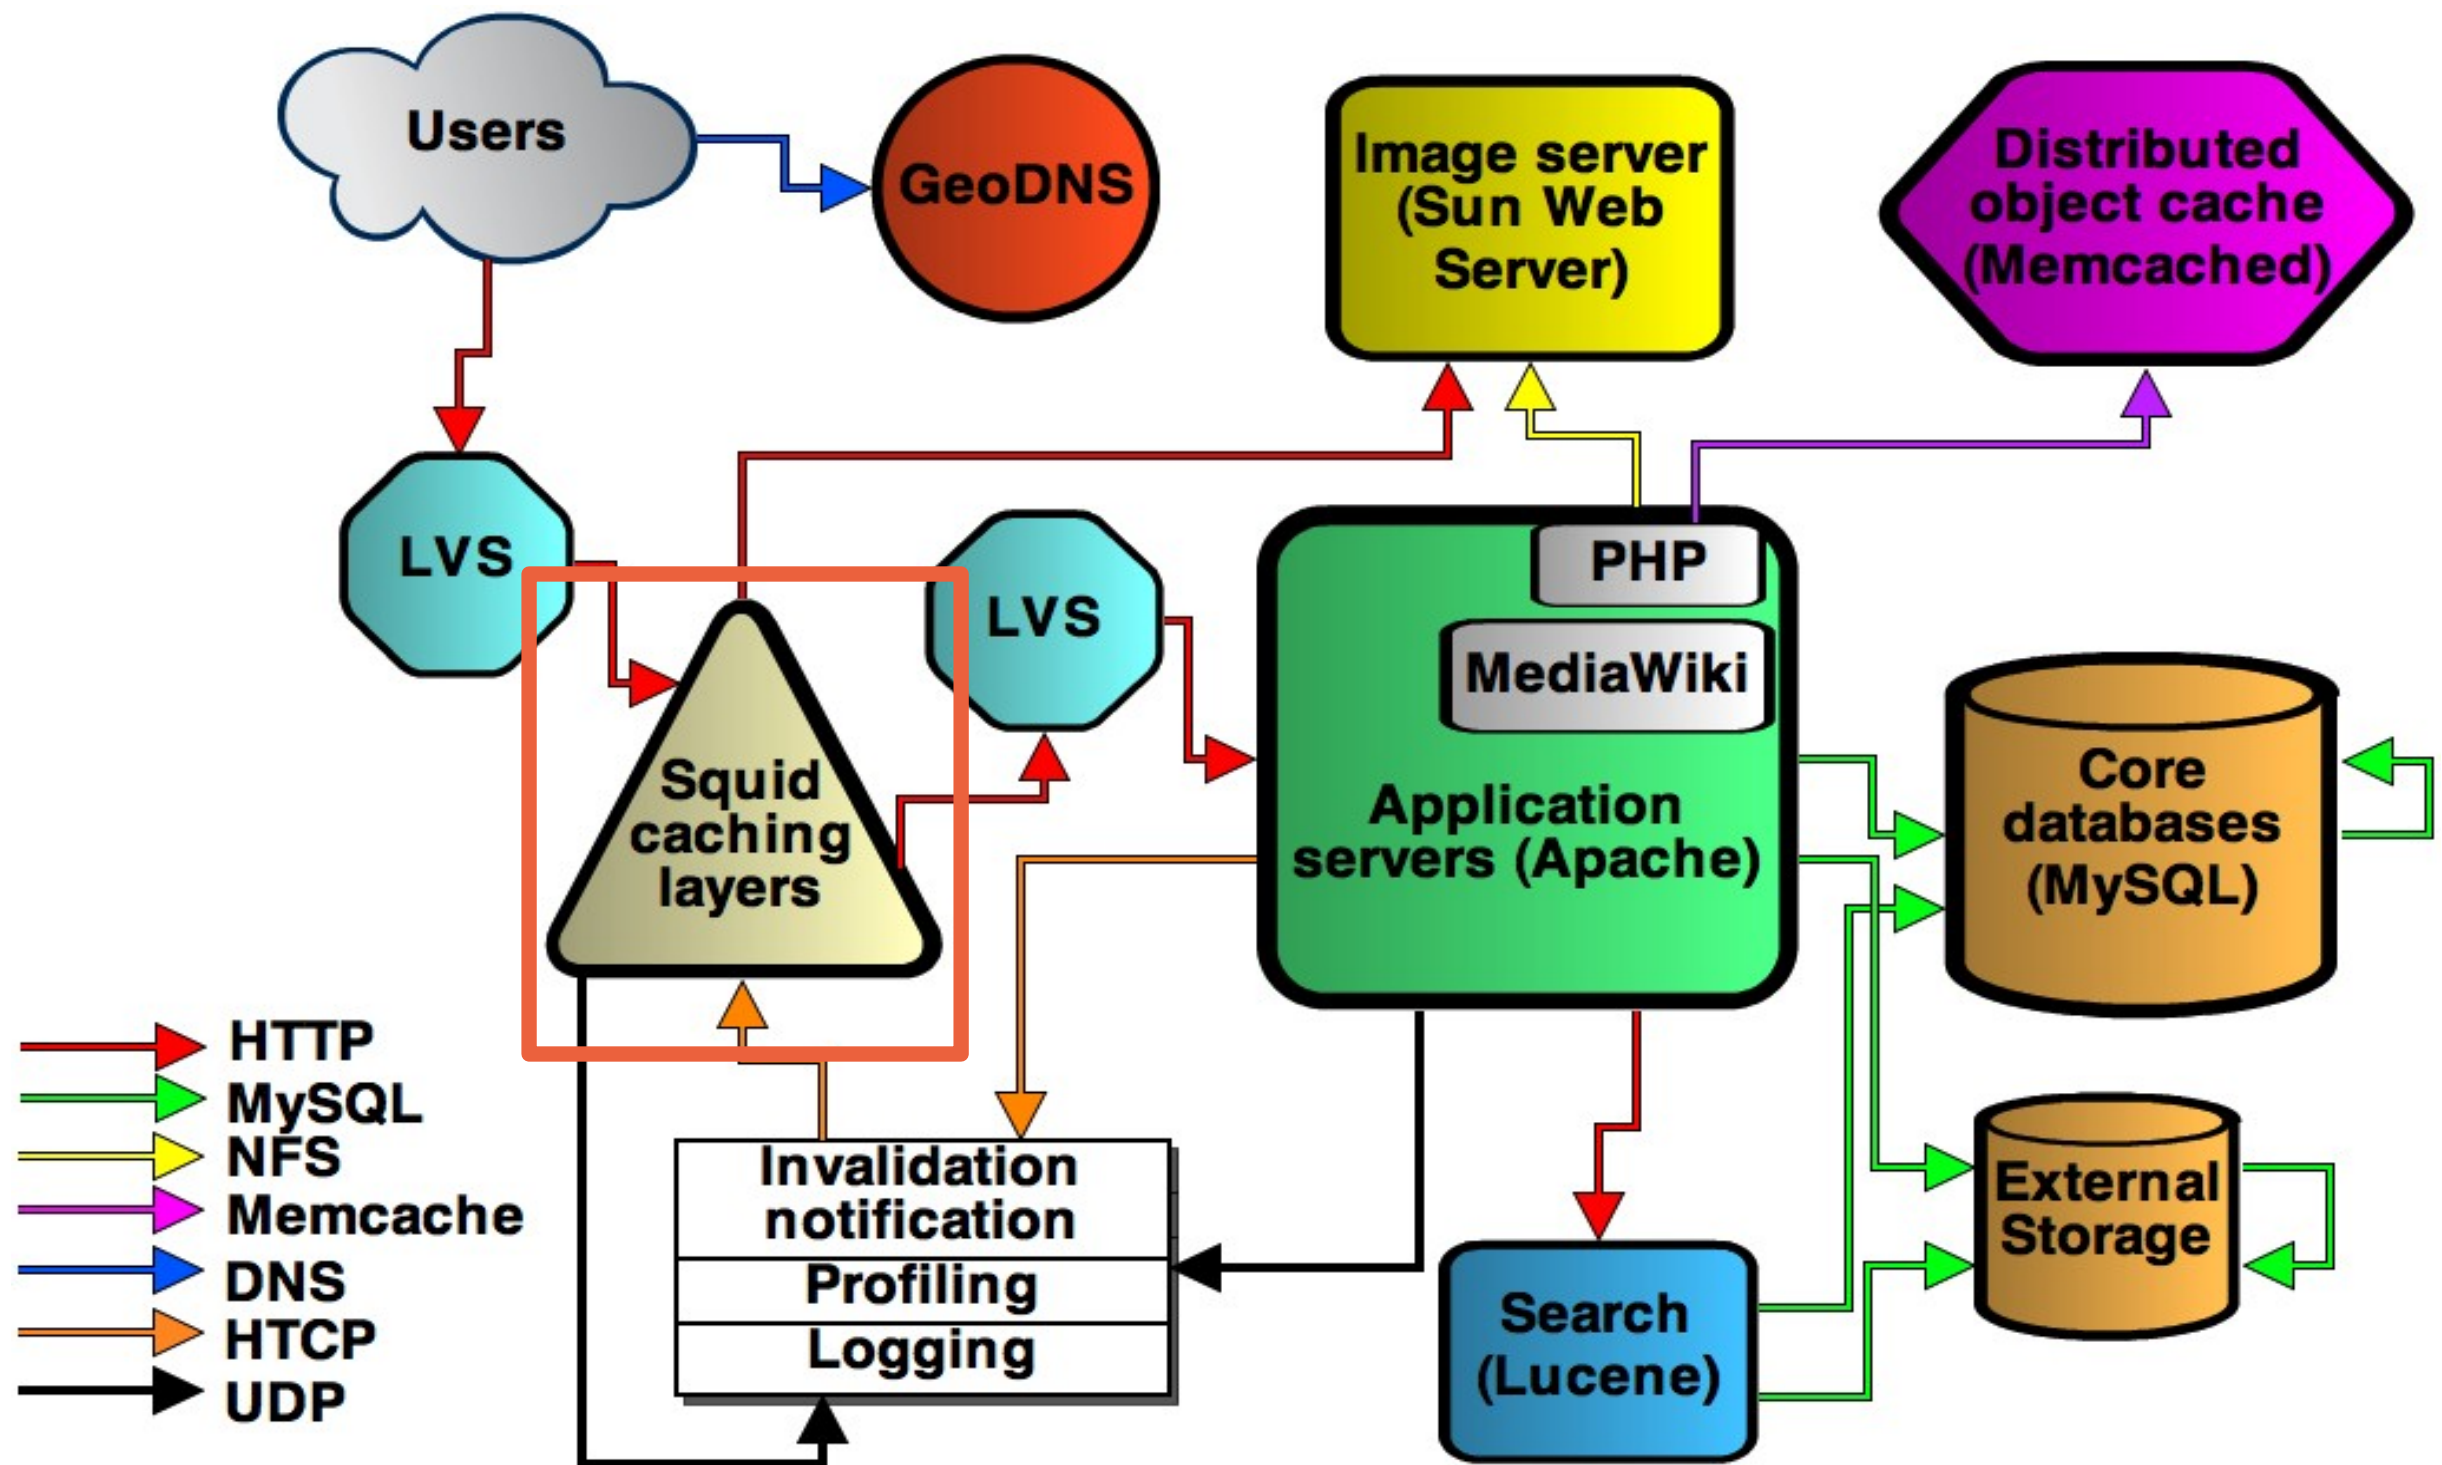 Users
GeoDNS
Image server
(Sun Web
Server)
Distributed
object cache
(Memcached)
LVS
LVS
PHP
MediaWiki
Squid
caching
layers
Application
servers (Apache)
Core
databases
(MySQL)
HTTP
MySQL
NFS
Memcache
DNS
HTCP
UDP
Invalidation
notification
Profiling
Logging
Search
(Lucene)
External
Storage